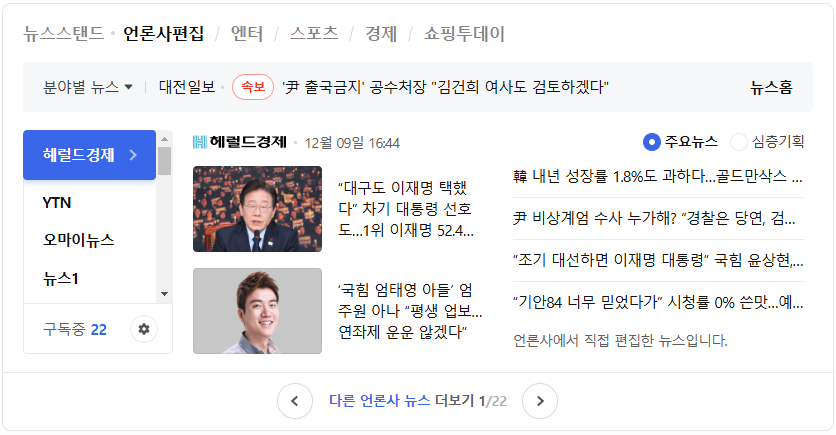 뉴스스탠드 · 언론사편집 / 엔터 / 스포츠 / 경제 / 쇼핑투데이
분야별 뉴스 대전일보 · 속보 '尹 출국금지' 공수처장 "김건희 여사도 검토하겠다" 뉴스홈
헤럴드경제
YTN
오마이뉴스
뉴스1
구독중 22
헤럴드경제 · 12월 09일 16:44 주요뉴스 심층기획
“대구도 이재명 택했
다” 차기 대통령 선호
도…1위 이재명 52.4...
‘국힘 엄태영 아들’ 엄
주원 아나 “평생 업보...
연좌제 운운 않겠다”
韓 내년 성장률 1.8%도 과하다…골드만삭스 ...
尹 비상계엄 수사 누가해? “경찰은 당연, 검...
“조기 대선하면 이재명 대통령” 국힘 윤상현,...
“기안84 너무 믿었다가” 시청률 0% 쓴맛…예...
언론사에서 직접 편집한 뉴스입니다.
다른 언론사 뉴스 더보기 1/22